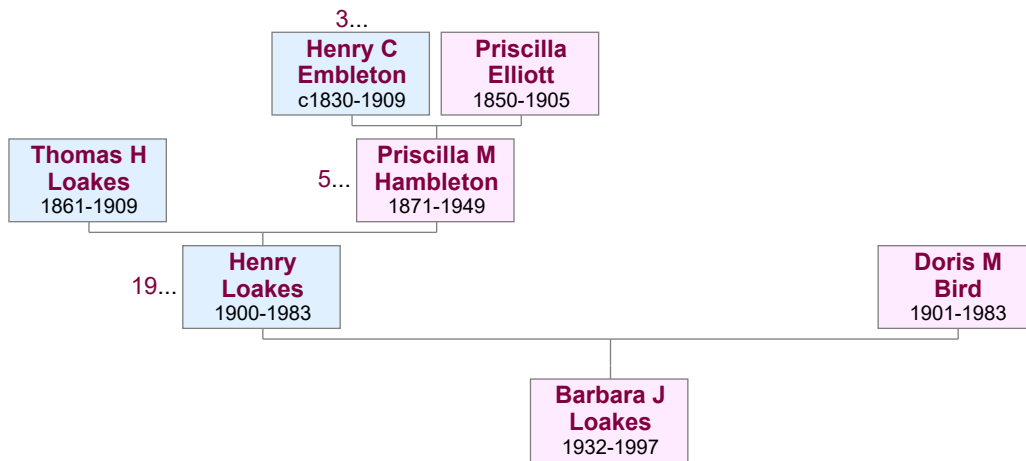 3...
Henry C
Embleton
c1830-1909
Priscilla
Elliott
1850-1905
Thomas H
Loakes
1861-1909
5...
Priscilla M
Hambleton
1871-1949
19...
Henry
Loakes
1900-1983
Doris M
Bird
1901-1983
Barbara J
Loakes
1932-1997